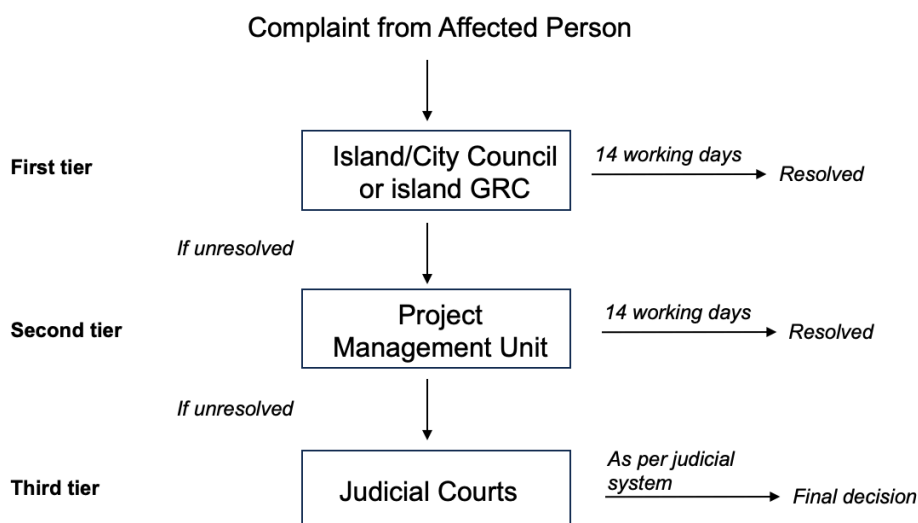 Complaint from Affected Person
First tier
Island/City Council
or island GRC
14 working days
Resolved
If unresolved
Second tier
Project
Management Unit
14 working days
Resolved
If unresolved
Third tier
Judicial Courts
As per judicial
system
Final decision